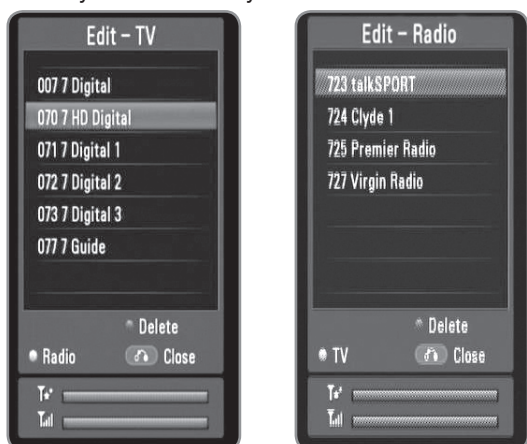 Edit – TV
007 7 Digital
070 7 HD Digital
071 7 Digital 1
072 7 Digital 2
073 7 Digital 3
077 7 Guide
Delete
Radio
Close
Edit – Radio
723 talkSPORT
724 Clyde 1
725 Premier Radio
727 Virgin Radio
Delete
TV
Close